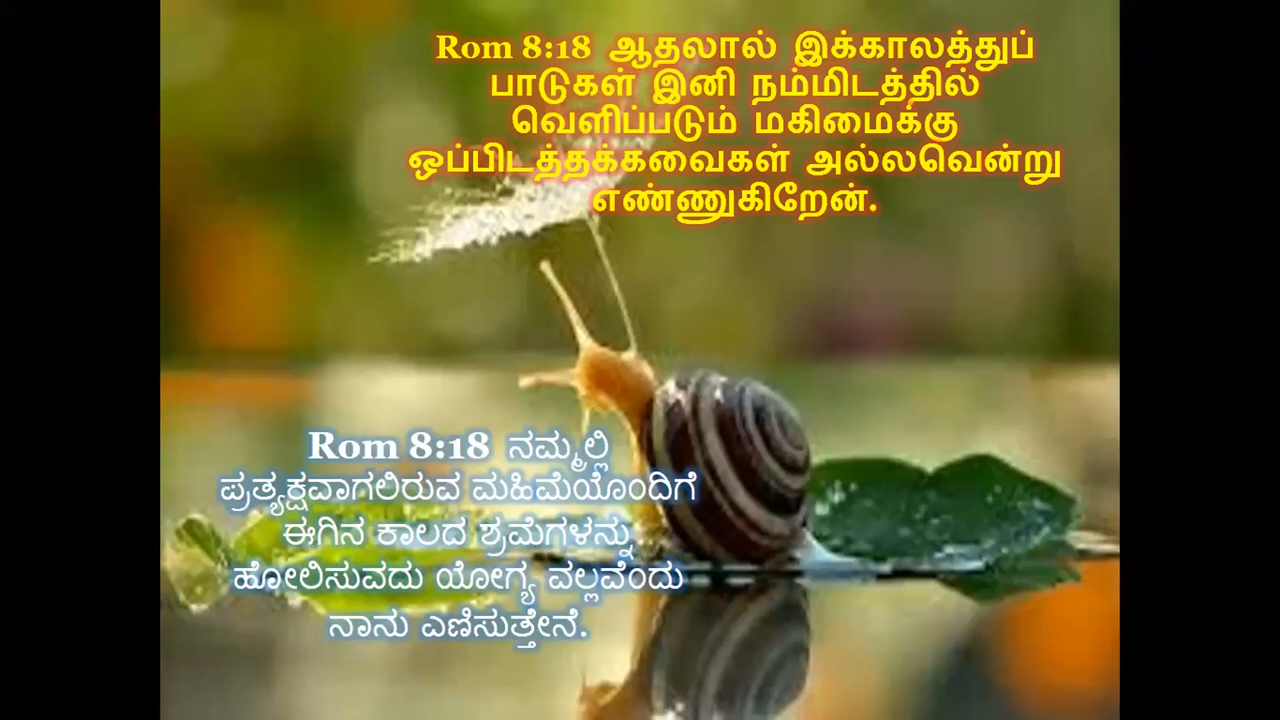 Rom 8:18 ஆதலால் இக்காலத்துப்
பாடுகள் இனி நம்மிடத்தில்
வெளிப்படும் மகிமைக்கு
ஒப்பிடத்தக்கவைகள் அல்லவென்று
எண்ணுகிறேன்.
Rom 8:18 ನಮ್ಮಲ್ಲಿ
ಪ್ರತ್ಯಕ್ಷವಾಗಲಿರುವ ಮಹಿಮೆಯೊಂದಿಗೆ
ಈಗಿನ ಕಾಲದ ಶ್ರಮೆಗಳನ್ನು
ಹೋಲಿಸುವದು ಯೋಗ್ಯ ವಲ್ಲವೆಂದು
ನಾನು ಎಣಿಸುತ್ತೇನೆ.